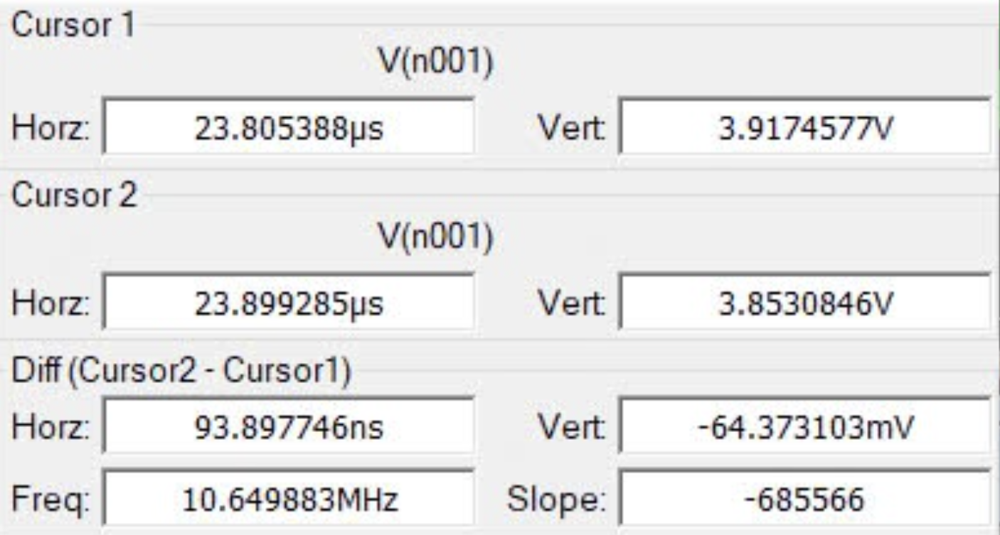 Cursor 1
V(n001)
Horz: 23.805388µs Vert: 3.9174577V
Cursor 2
V(n001)
Horz: 23.899285µs Vert: 3.8530846V
Diff (Cursor2 - Cursor1)
Horz: 93.897746ns Vert: -64.373103mV
Freq: 10.649883MHz Slope: -685566